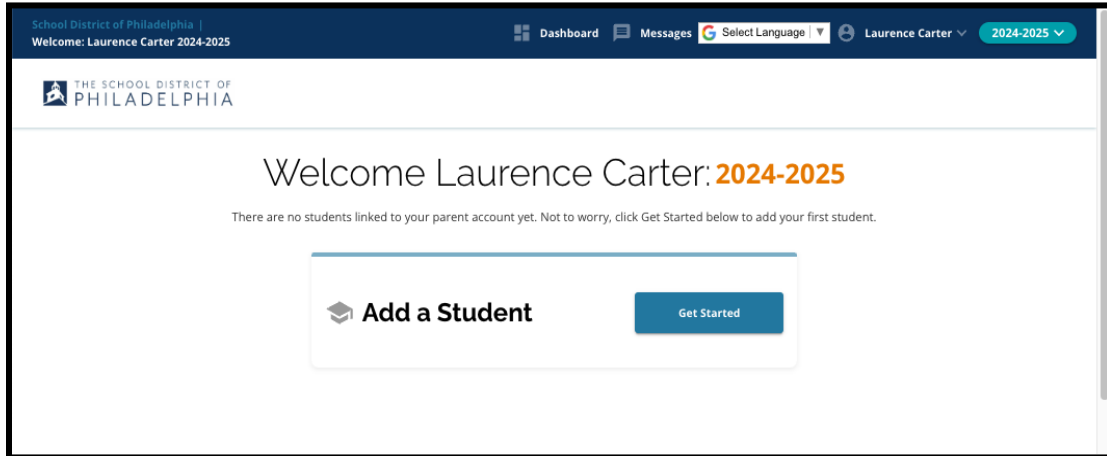 School District of Philadelphia |
Welcome: Laurence Carter 2024-2025
Dashboard Messages Select Language ▼ Laurence Carter 2024-2025
THE SCHOOL DISTRICT OF
PHILADELPHIA
Welcome Laurence Carter: 2024-2025
There are no students linked to your parent account yet. Not to worry, click Get Started below to add your first student.
Add a Student
Get Started